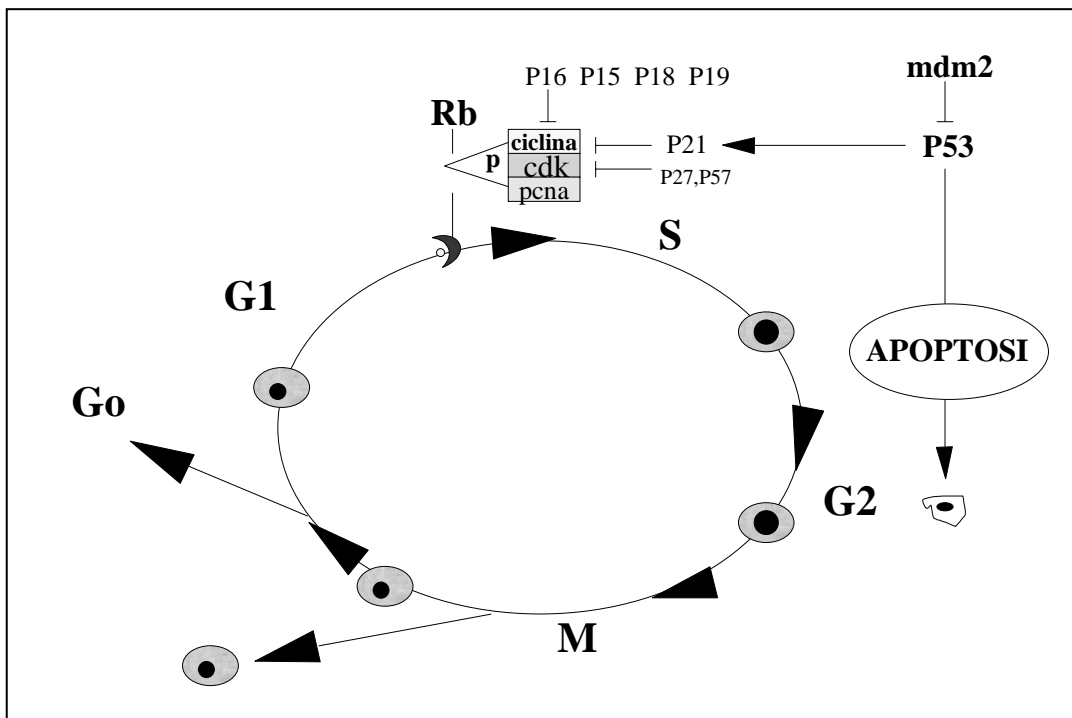 P16 P15 P18 P19
mdm2
Rb
ciclina
P21
P53
p
cdk
P27,P57
pcna
S
G1
APOPTOSI
Go
G2
M